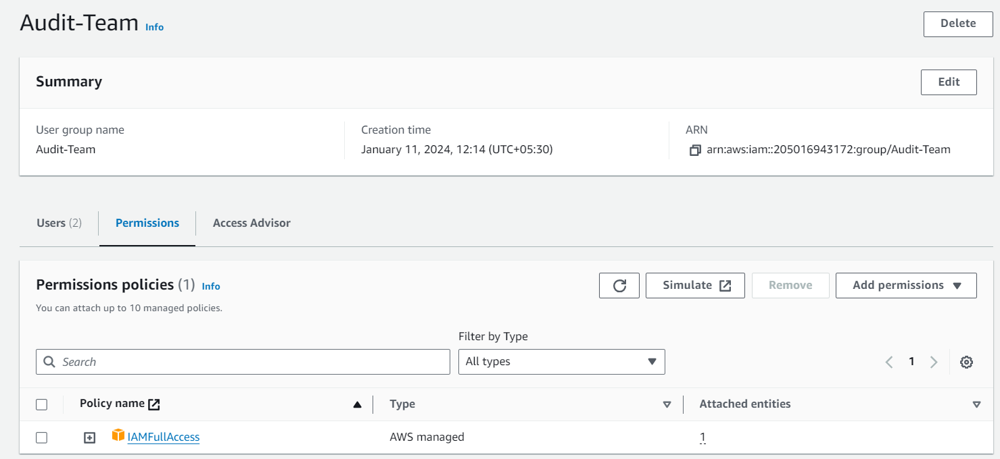 Audit-Team Info
Delete
Summary
Edit
User group name
Audit-Team
Creation time
January 11, 2024, 12:14 (UTC+05:30)
ARN
arn:aws:iam::205016943172:group/Audit-Team
Users (2)
Permissions
Access Advisor
Permissions policies (1) Info
You can attach up to 10 managed policies.
Simulate
Remove
Add permissions
Filter by Type
Search
All types
1
Policy name
Type
Attached entities
IAMFullAccess
AWS managed
1